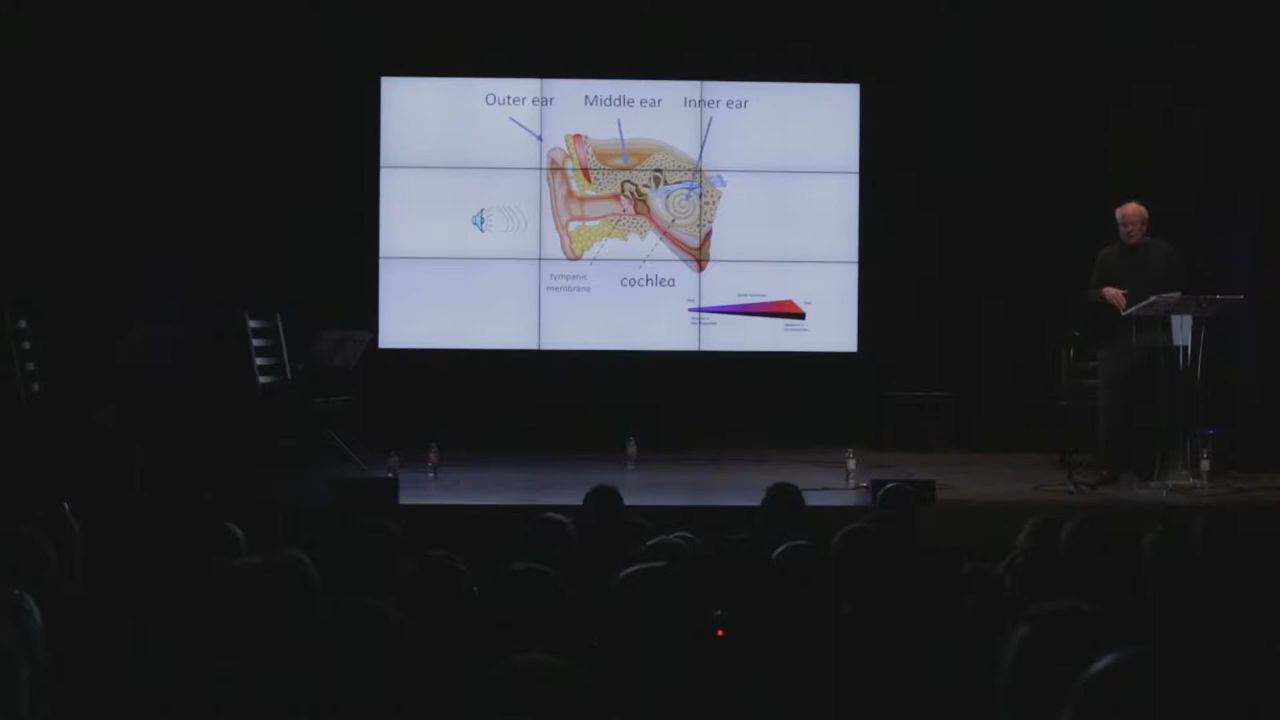 Outer ear
Middle ear
Inner ear
tympanic
membrane
cochlea